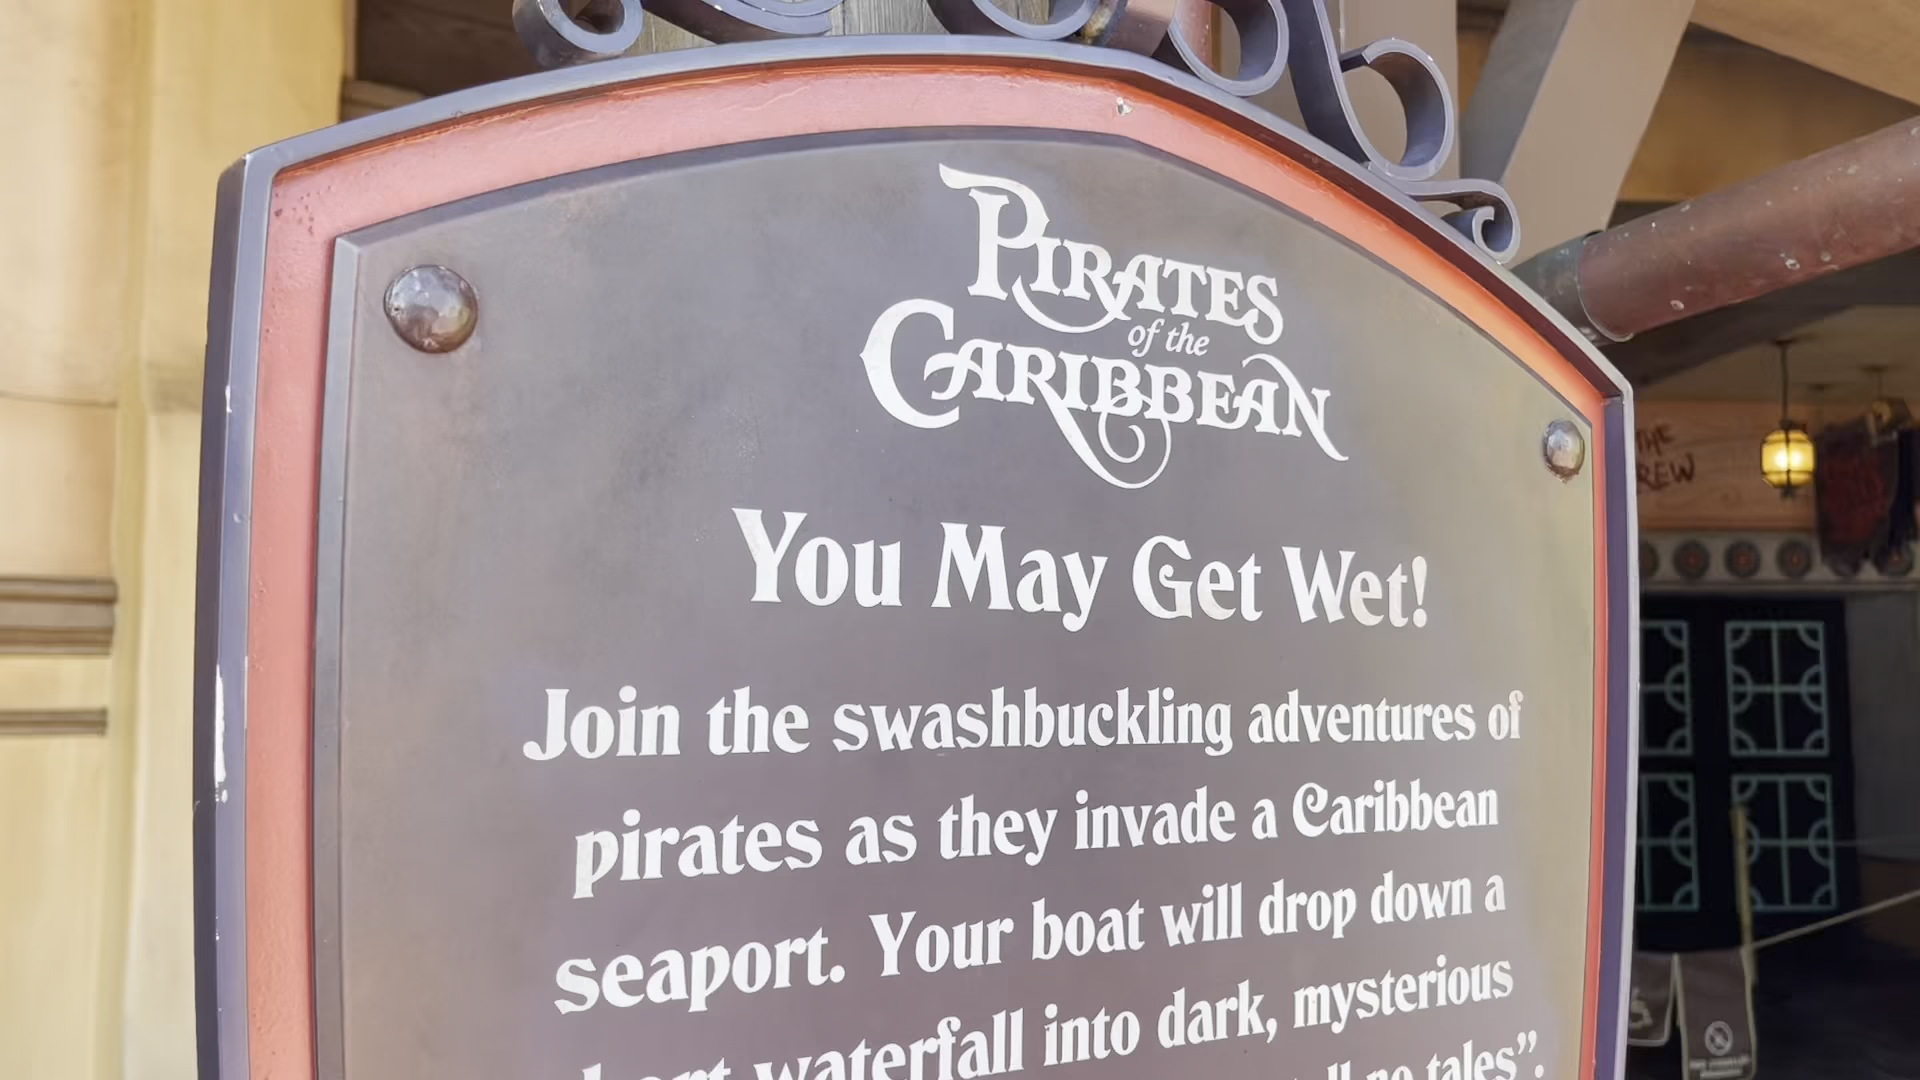 PIRATES
of the
CARIBBEAN
You May Get Wet!
Join the swashbuckling adventures of
pirates as they invade a Caribbean
seaport. Your boat will drop down a
waterfall into dark, mysterious
no tales”.
THE